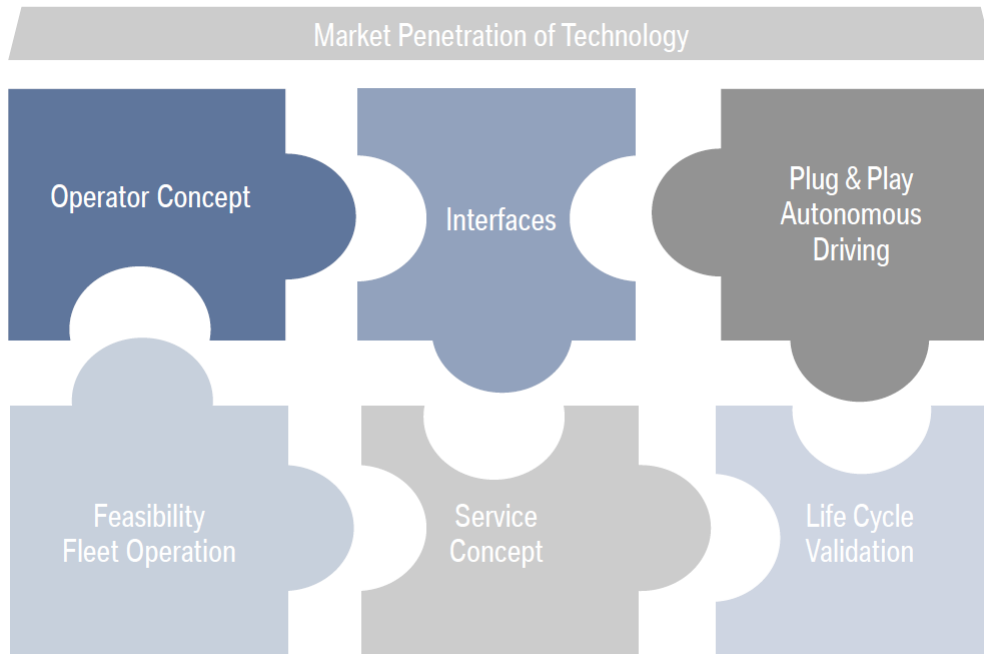 Market Penetration of Technology
Operator Concept
Interfaces
Plug & Play
Autonomous
Driving
Feasibility
Fleet Operation
Service
Concept
Life Cycle
Validation